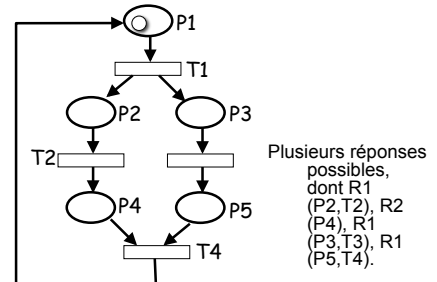 P1
T1
P2
P3
T2
P4
P5
T4
Plusieurs réponses
possibles,
dont R1
(P2,T2), R2
(P4), R1
(P3,T3), R1
(P5,T4).